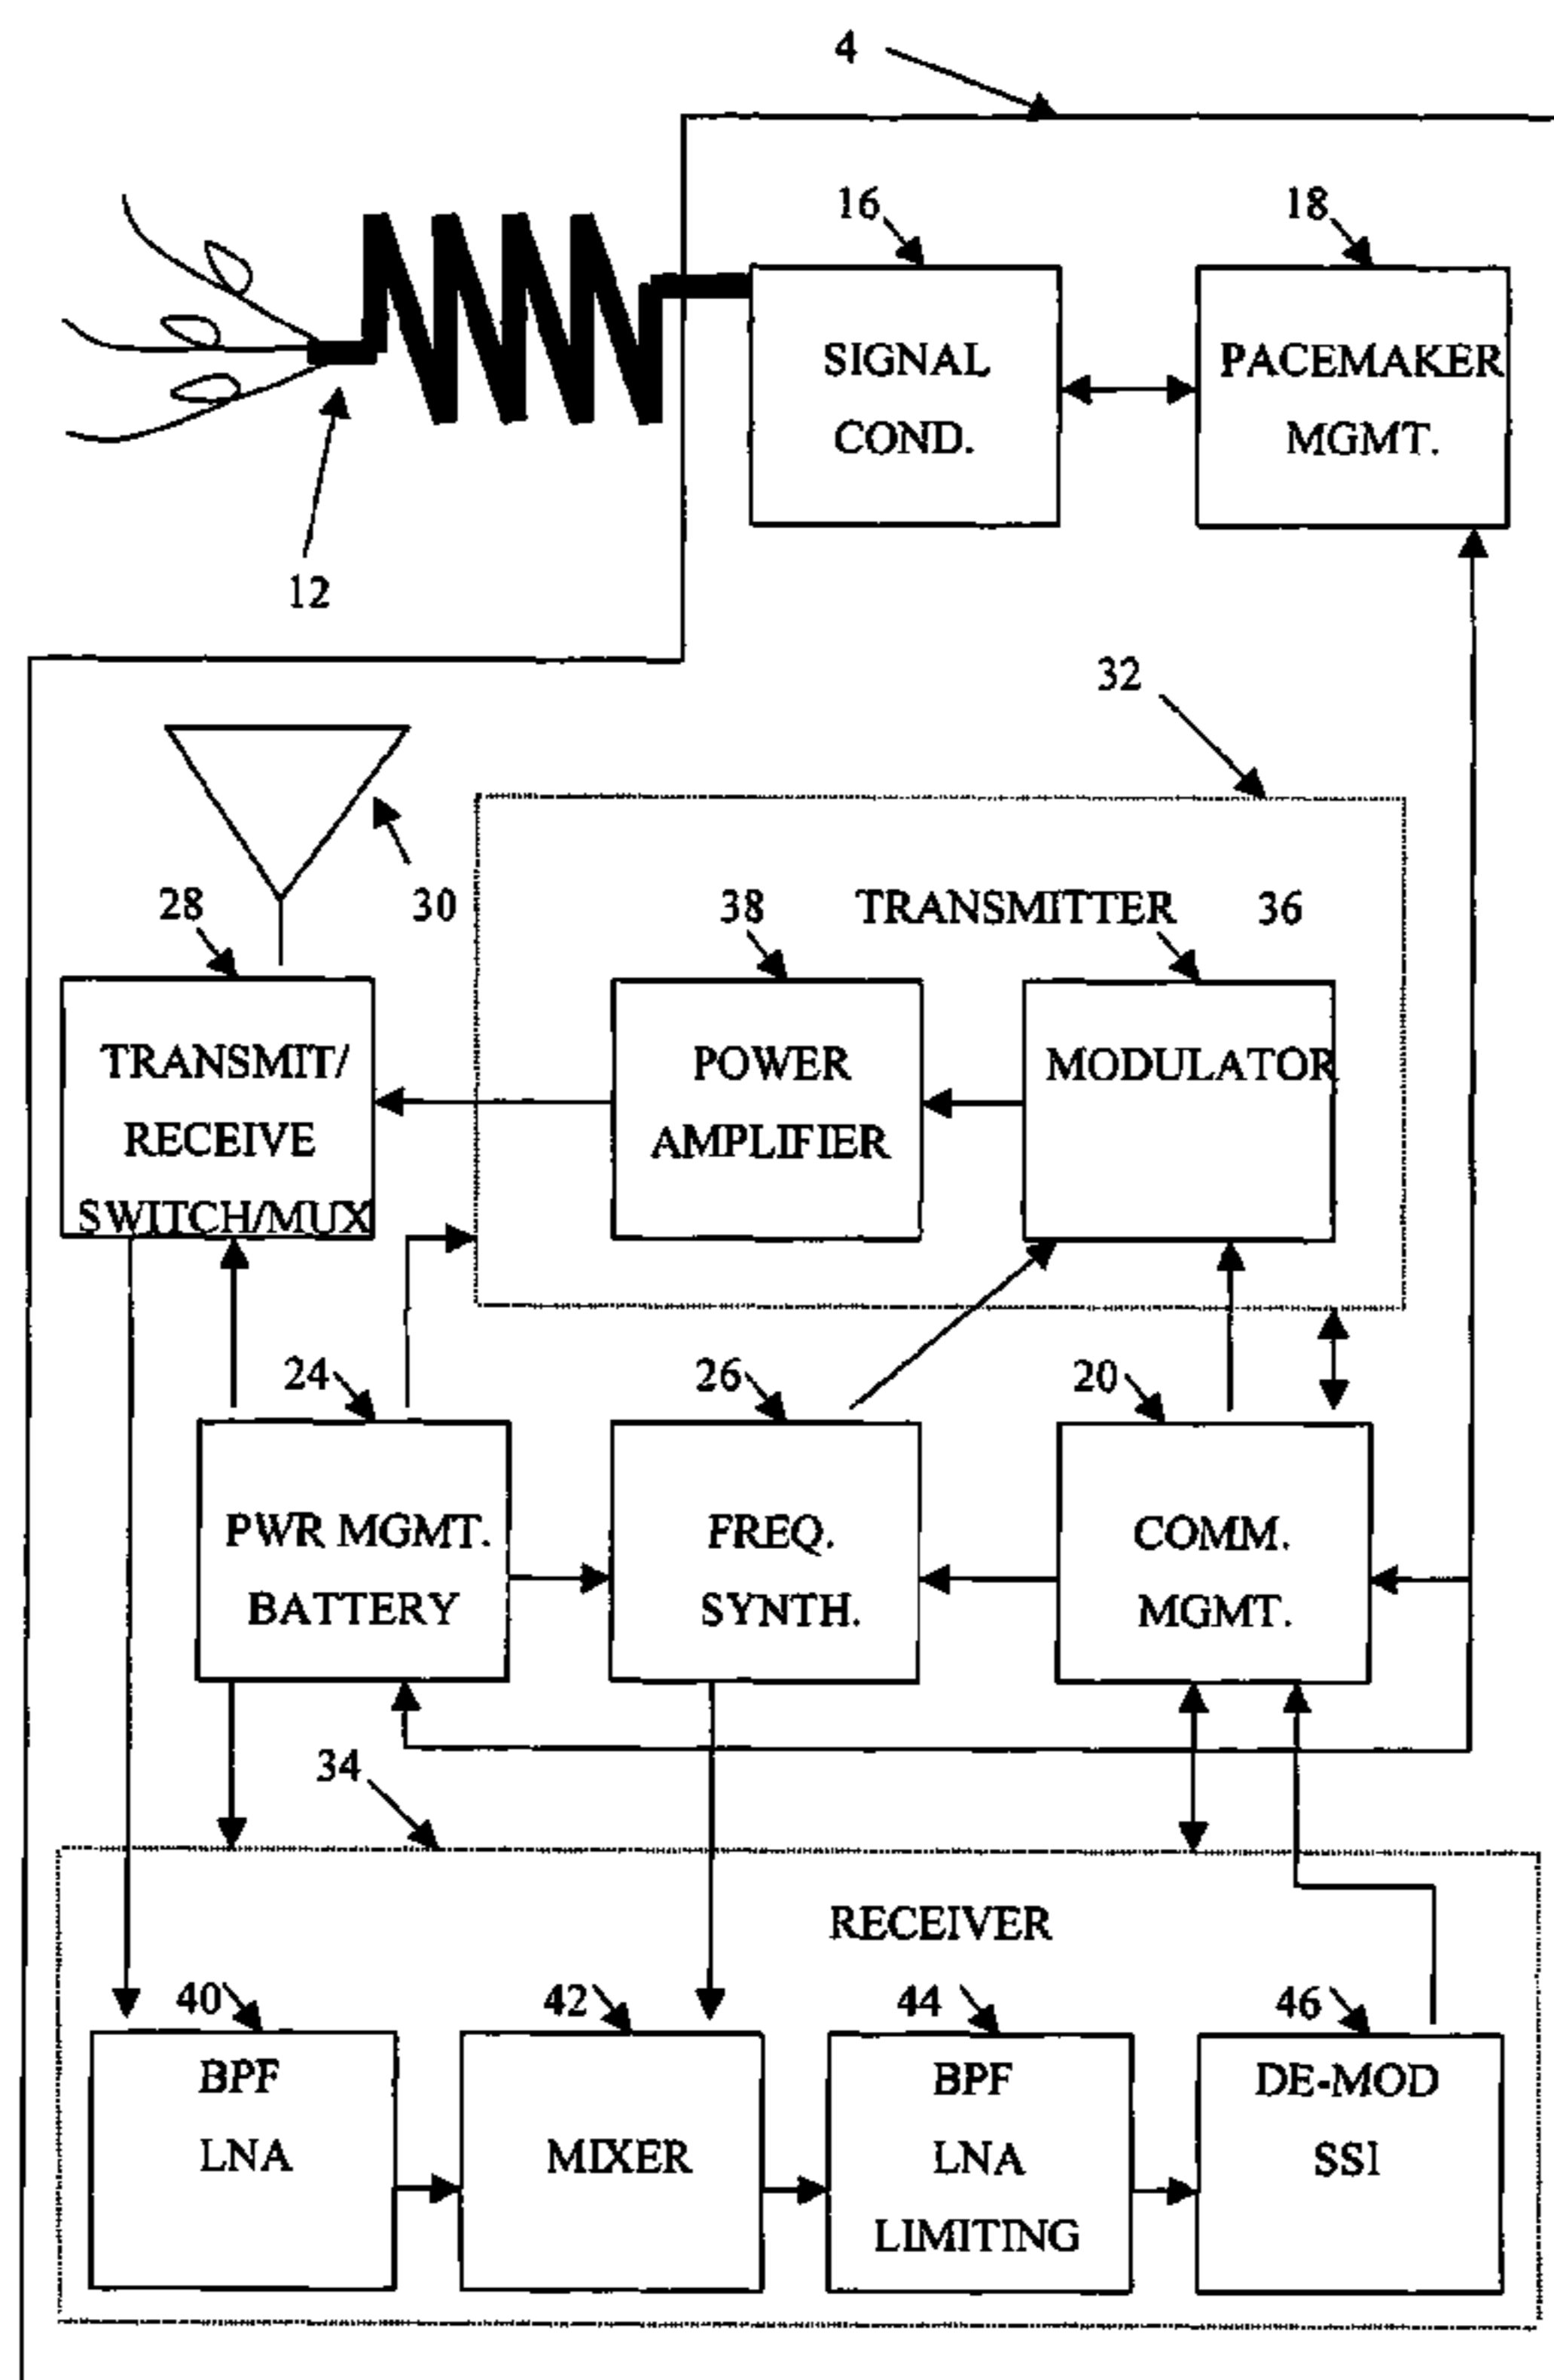 4
16
18
SIGNAL
COND.
PACEMAKER
MGMT.
12
32
28
30
38
TRANSMITTER
36
TRANSMIT/
RECEIVE
SWITCH/MUX
POWER
AMPLIFIER
MODULATOR
24
26
20
PWR MGMT.
BATTERY
FREQ.
SYNTH.
COMM.
MGMT.
34
RECEIVER
40
42
44
46
BPF
LNA
MIXER
BPF
LNA
LIMITING
DE-MOD
SSI